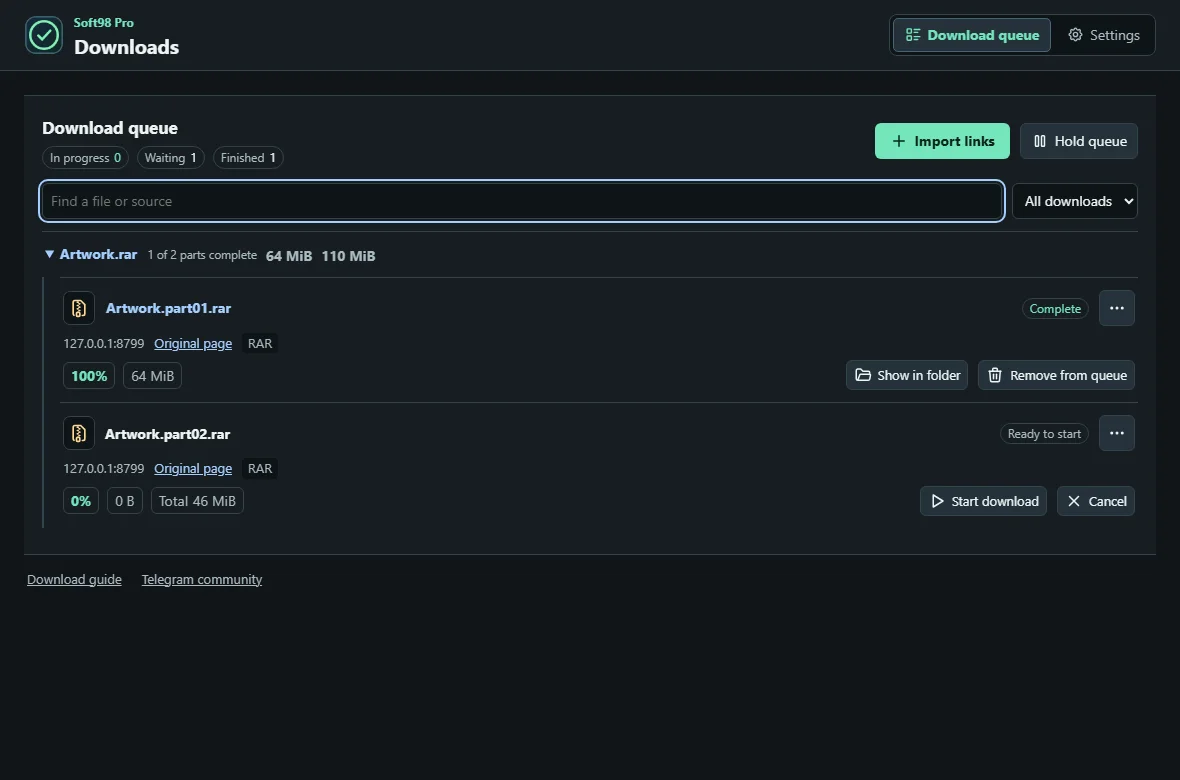 Soft98 Pro
Downloads
Download queue
Settings
Download queue
In progress 0
Waiting 1
Finished 1
Import links
Hold queue
Find a file or source
All downloads
Artwork.rar 1 of 2 parts complete 64 MiB 110 MiB
Artwork.part01.rar
Complete
127.0.0.1:8799 Original page RAR
100% 64 MiB
Show in folder
Remove from queue
Artwork.part02.rar
Ready to start
127.0.0.1:8799 Original page RAR
0% 0 B Total 46 MiB
Start download
Cancel
Download guide
Telegram community